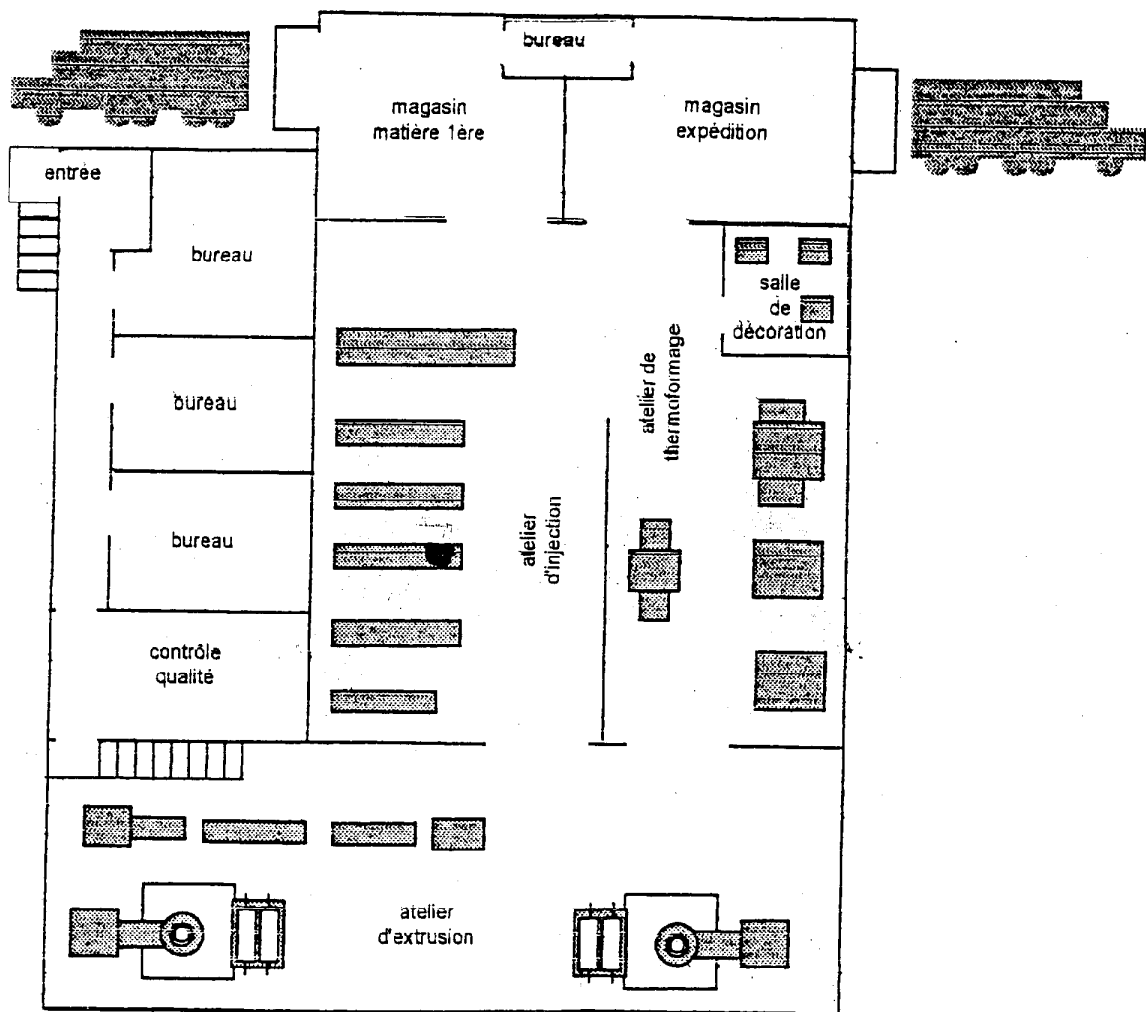 bureau
magasin
matière 1ère
magasin
expédition
entrée
bureau
salle
de
décoration
bureau
atelier de
thermoformage
bureau
atelier
d'injection
contrôle
qualité
atelier
d'extrusion